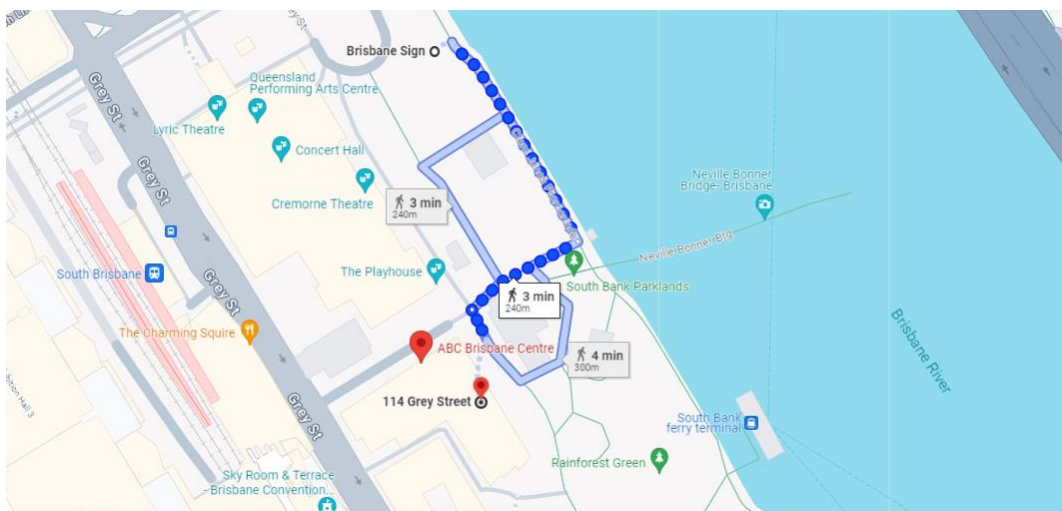 Grey St
Brisbane Sign
Queensland
Performing Arts Centre
Lyric Theatre
Concert Hall
Cremorne Theatre
3 min
240m
Neville Bonner
Bridge- Brisbane
Neville Bonner Brg
Grey St
The Playhouse
South Brisbane
South Bank Parklands
3 min
240m
Grey St
The Charming Squire
ABC Brisbane Centre
4 min
300m
Brisbane River
114 Grey Street
Grey St
South Bank
ferry terminal
Rainforest Green
Sky Room & Terrace
- Brisbane Convention...